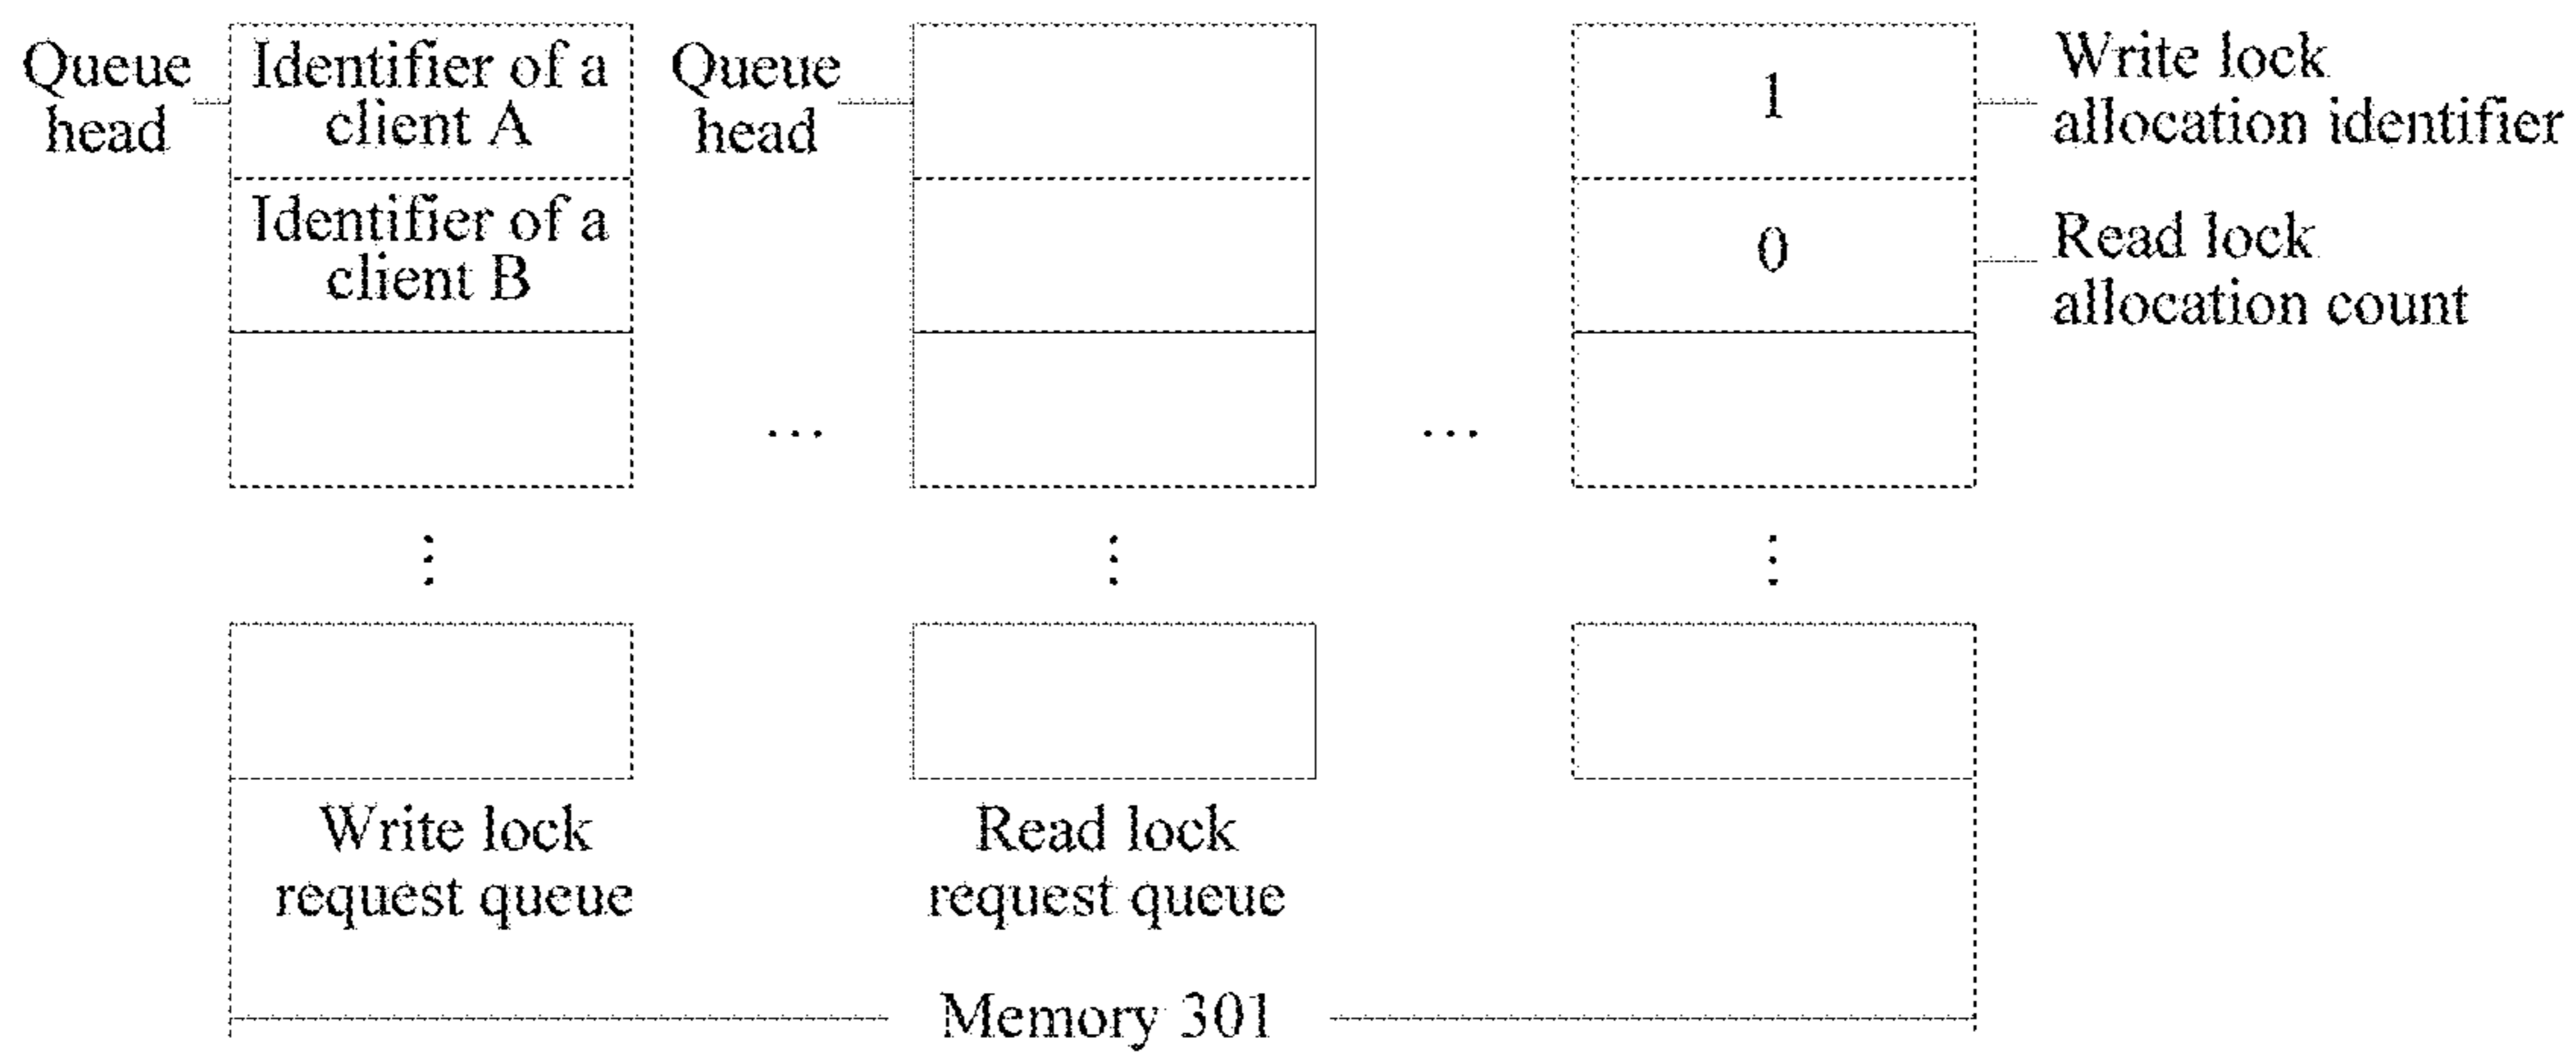 Queue
head
Identifier of a
client A
Identifier of a
client B
Queue
head
1
0
Write lock
allocation identifier
Read lock
allocation count
...
...
Write lock
request queue
Read lock
request queue
Memory 301